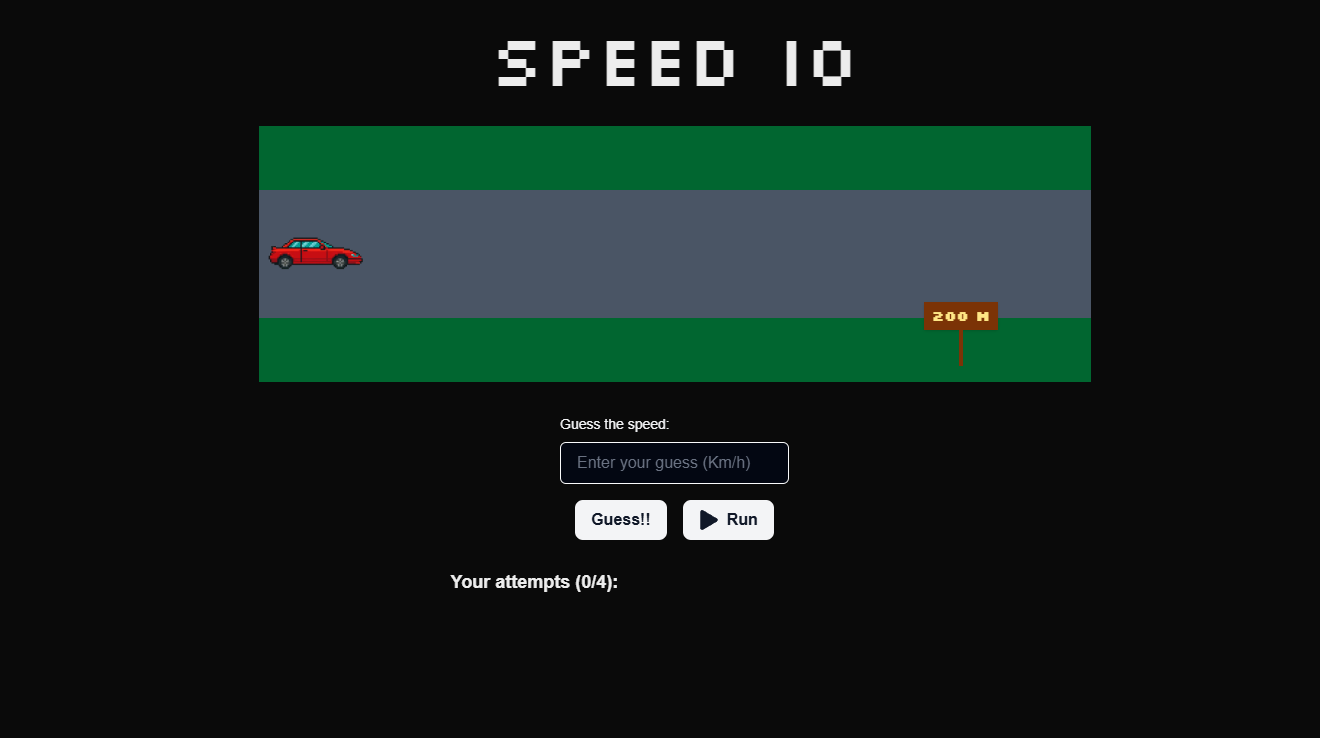 SPEED IO
200 M
Guess the speed:
Enter your guess (Km/h)
Guess!! Run
Your attempts (0/4):